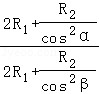 2R₁+ R₂/cos²α
2R₁+ R₂/cos²β